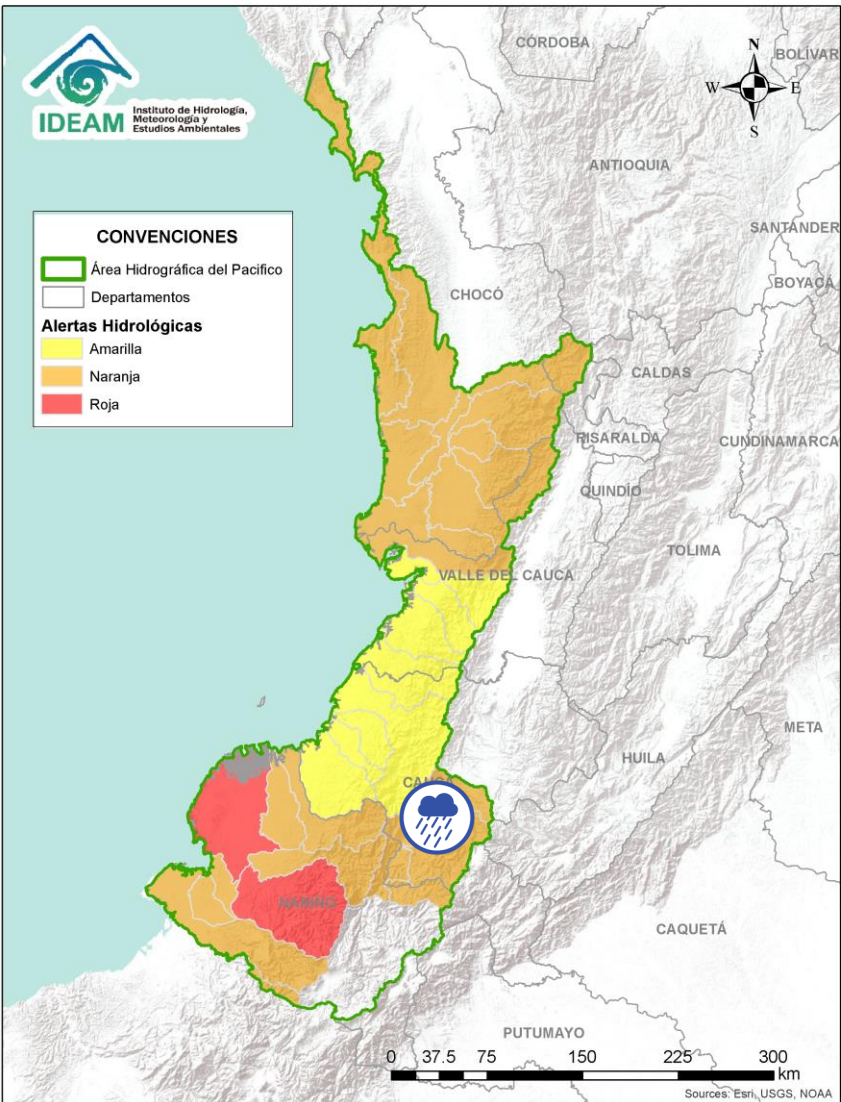 IDEAM
Instituto de Hidrología,
Meteorología y
Estudios Ambientales
N
W
E
S
CÓRDOBA
BOLIVAR
ANTIOQUIA
SANTANDER
BOYACÁ
CHOCÓ
CALDAS
RISARALDA
CUNDINAMARCA
QUINDÍO
TOLIMA
VALLE DEL CAUCA
META
HUILA
CAUCA
NARIÑO
CAQUETÁ
PUTUMAYO
CONVENCIONES
Área Hidrográfica del Pacifico
Departamentos
Alertas Hidrológicas
Amarilla
Naranja
Roja
0 37.5 75 150 225 300
km
Sources: Esri, USGS, NOAA